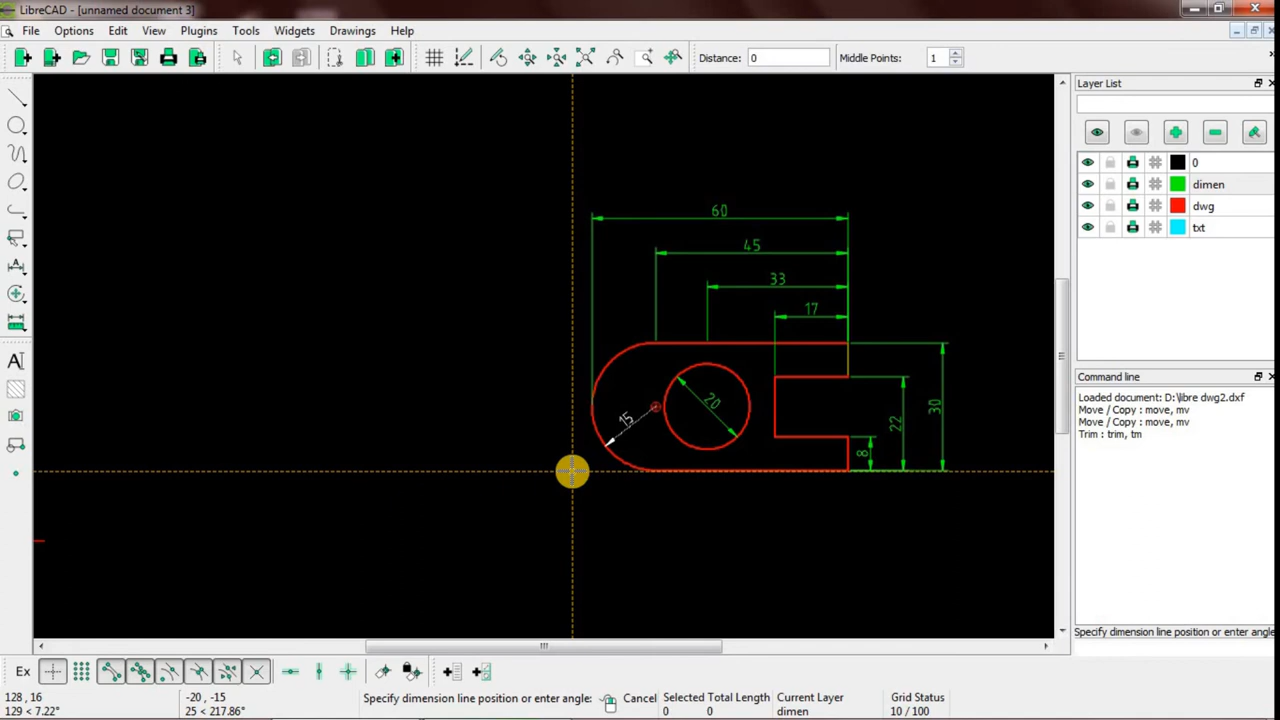 LibreCAD - [unnamed document 3]
File Options Edit View Plugins Tools Widgets Drawings Help
Distance: 0 Middle Points: 1
Layer List
0
dimen
dwg
txt
60
45
33
17
20
15
30
22
8
Command line
Loaded document: D:\libre dwg2.dxf
Move / Copy : move, mv
Move / Copy : move, mv
Trim : trim, tm
Specify dimension line position or enter angle
Ex
128 , 16 -20 , -15 Specify dimension line position or enter angle: Cancel Selected Total Length Current Layer Grid Status
129 < 7.22° 25 < 217.86° 0 0 dimen 10 / 100